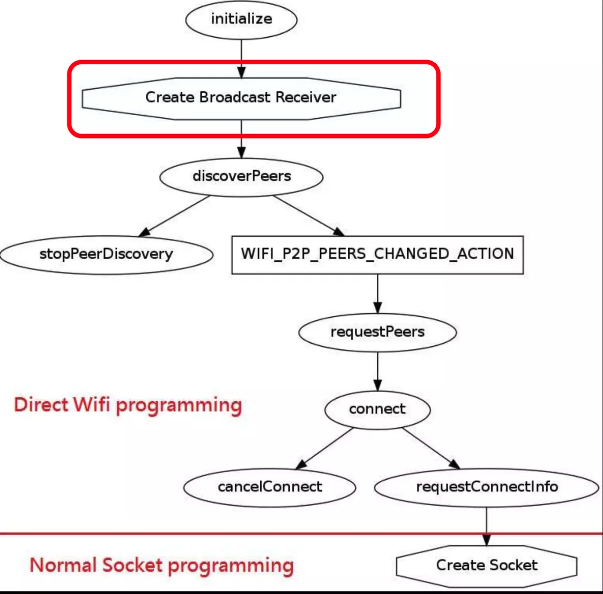 initialize
Create Broadcast Receiver
discoverPeers
stopPeerDiscovery
WIFI_P2P_PEERS_CHANGED_ACTION
requestPeers
Direct Wifi programming
connect
cancelConnect
requestConnectInfo
Normal Socket programming
Create Socket